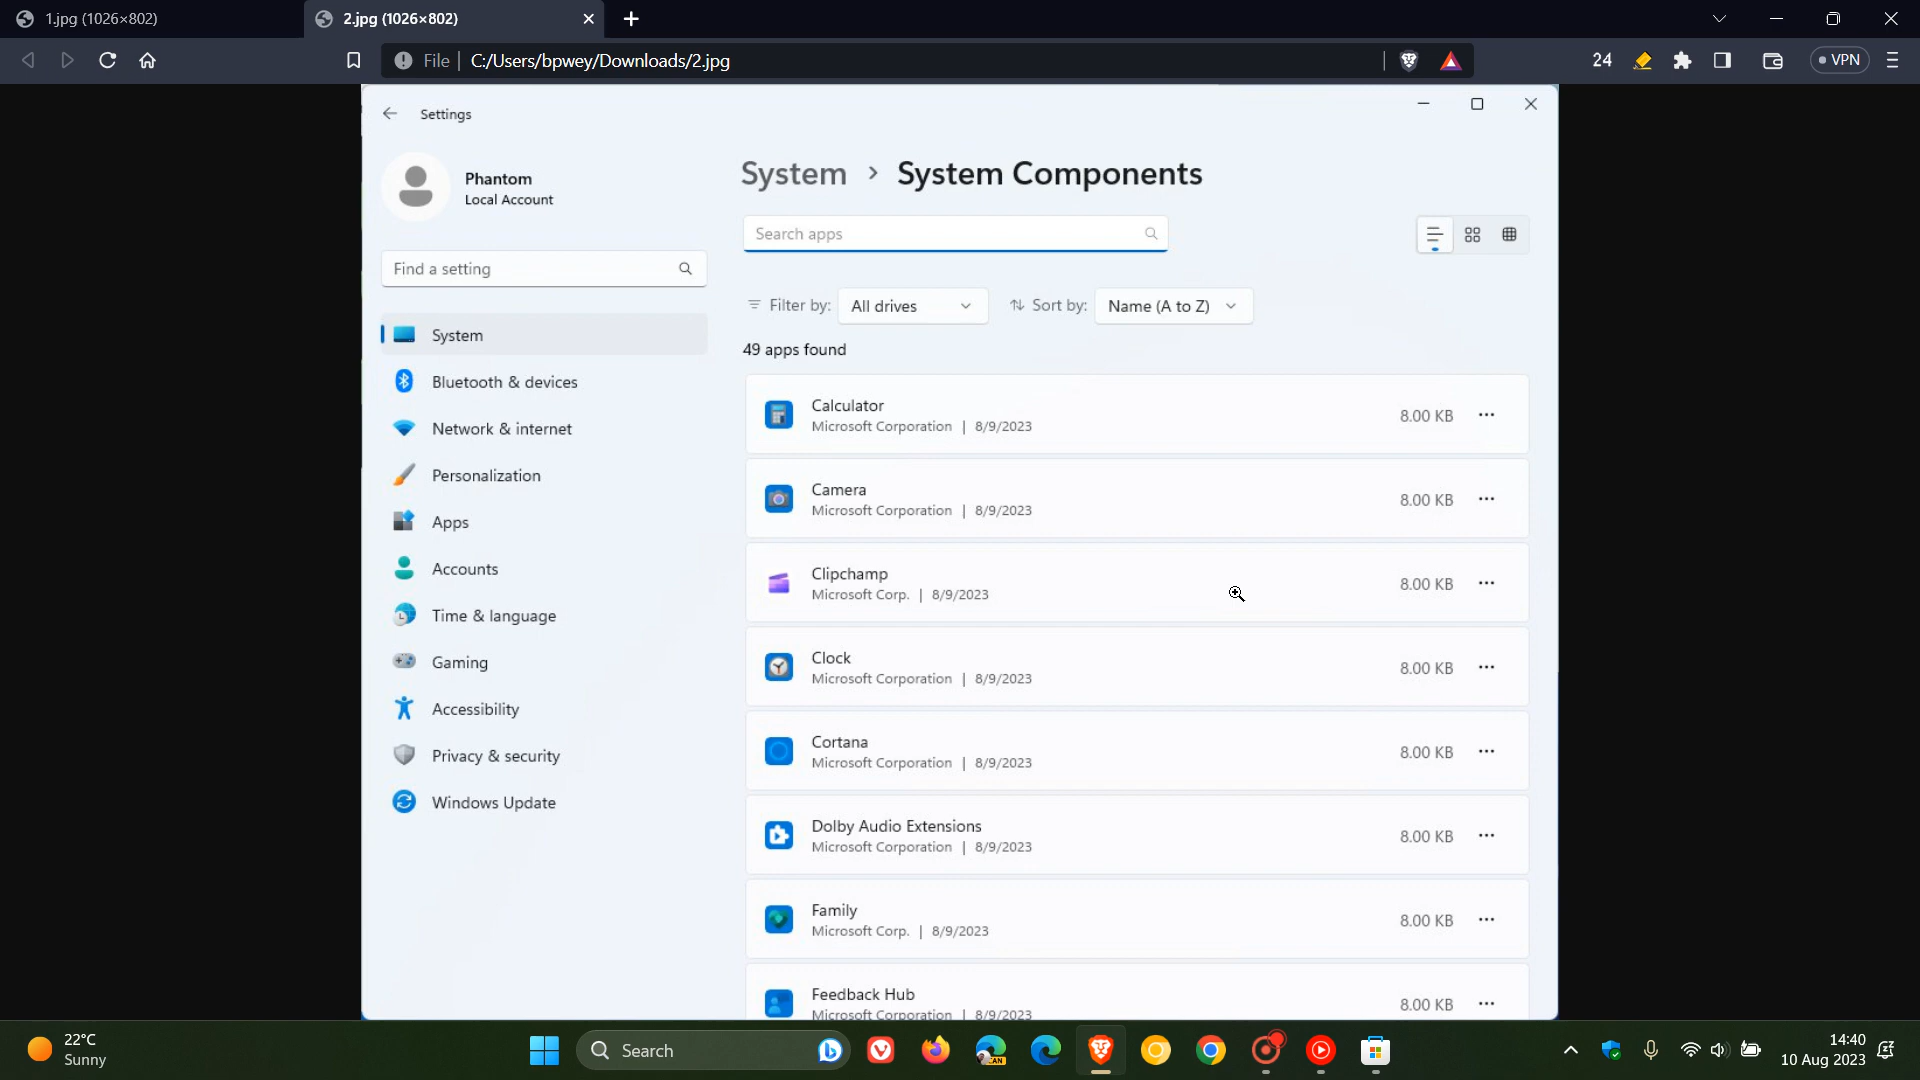 1.jpg (1026×802)
2.jpg (1026×802)
File
C:/Users/bpwey/Downloads/2.jpg
24
VPN
Settings
Phantom
Local Account
Find a setting
System
Bluetooth & devices
Network & internet
Personalization
Apps
Accounts
Time & language
Gaming
Accessibility
Privacy & security
Windows Update
System > System Components
Search apps
Filter by: All drives
Sort by: Name (A to Z)
49 apps found
Calculator
Microsoft Corporation | 8/9/2023
8.00 KB
Camera
Microsoft Corporation | 8/9/2023
8.00 KB
Clipchamp
Microsoft Corp. | 8/9/2023
8.00 KB
Clock
Microsoft Corporation | 8/9/2023
8.00 KB
Cortana
Microsoft Corporation | 8/9/2023
8.00 KB
Dolby Audio Extensions
Microsoft Corporation | 8/9/2023
8.00 KB
Family
Microsoft Corp. | 8/9/2023
8.00 KB
Feedback Hub
Microsoft Corporation | 8/9/2023
8.00 KB
22°C
Sunny
Search
CAN
14:40
10 Aug 2023